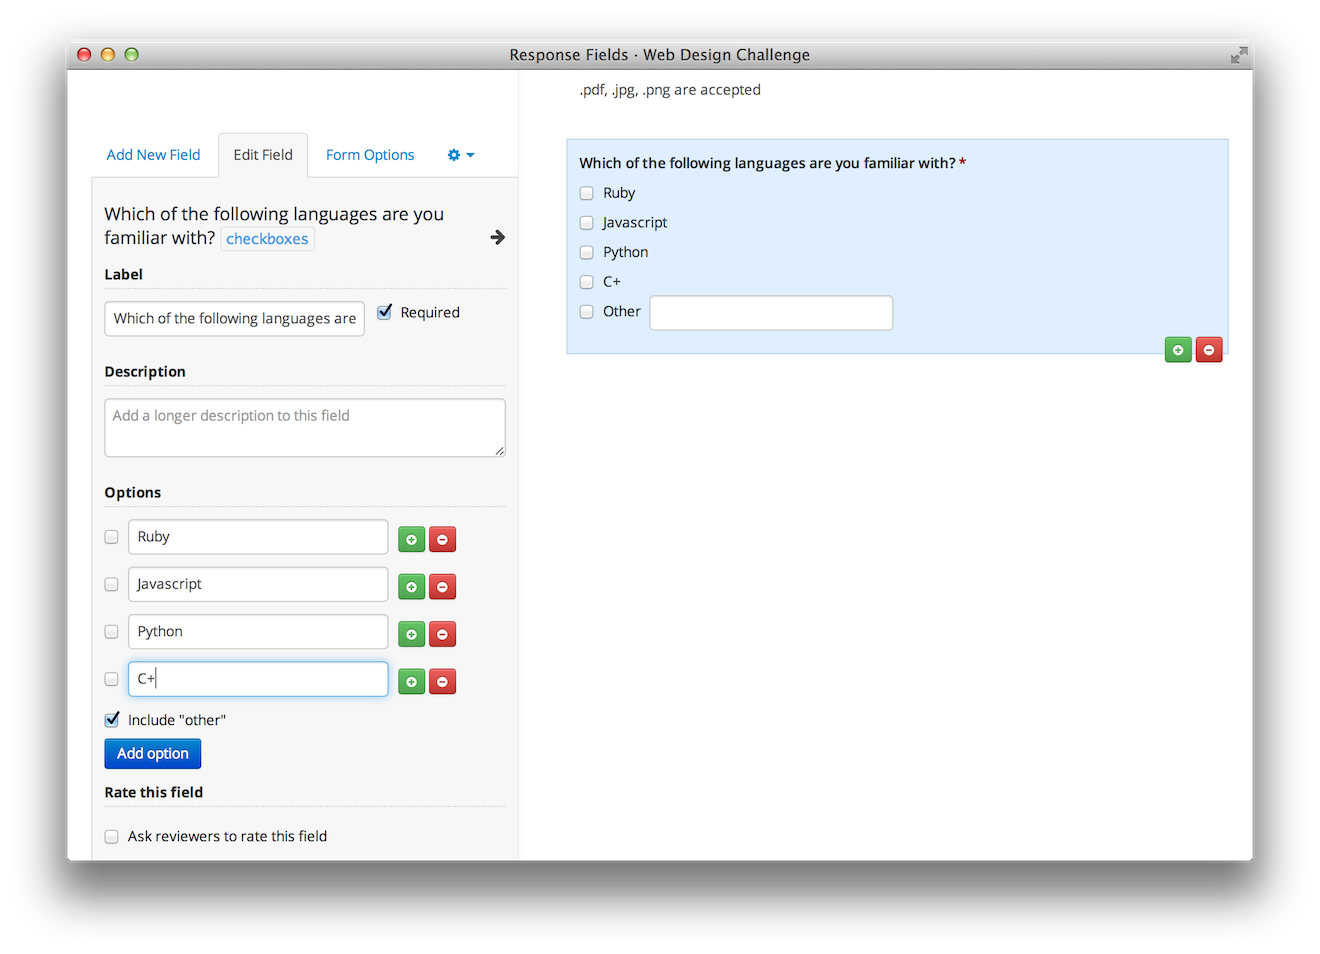 Response Fields · Web Design Challenge
Add New Field
Edit Field
Form Options
Which of the following languages are you
familiar with? checkboxes
Label
Which of the following languages are
Required
Description
Add a longer description to this field
Options
Ruby
Javascript
Python
C+
Include "other"
Add option
Rate this field
Ask reviewers to rate this field
.pdf, .jpg, .png are accepted
Which of the following languages are you familiar with? *
Ruby
Javascript
Python
C+
Other